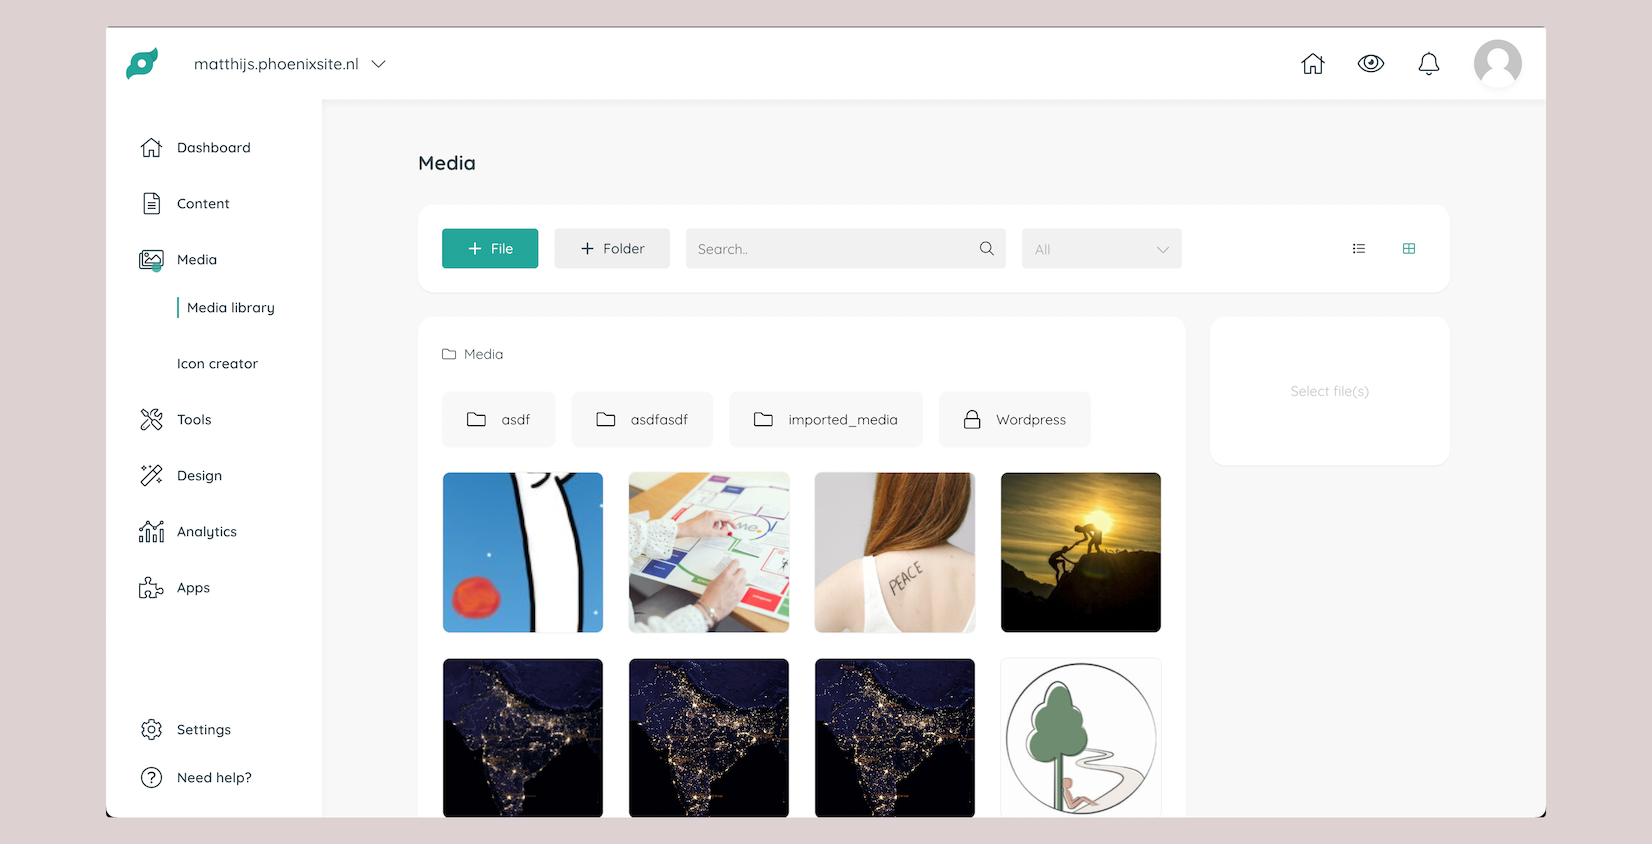 matthijs.phoenixsite.nl
Dashboard
Content
Media
Media library
Icon creator
Tools
Design
Analytics
Apps
Settings
Need help?
Media
+ File
+ Folder
Search..
All
Media
asdf
asdfasdf
imported_media
Wordpress
me.
PEACE
Select file(s)